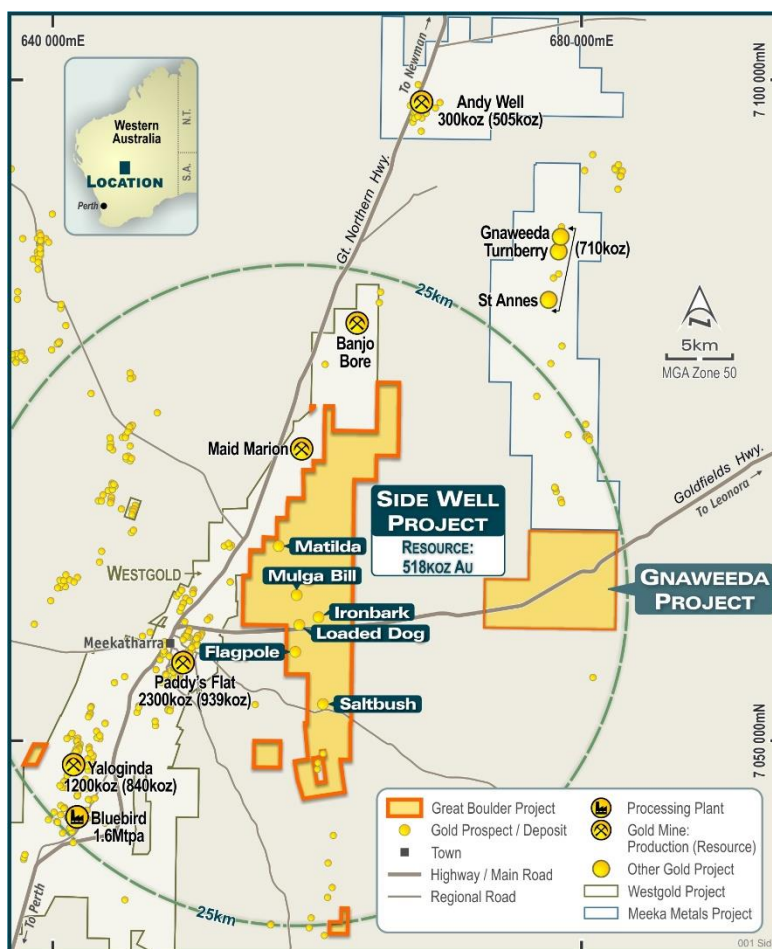 640 000mE
680 000mE
To Newman
7 100 000mN
Western
Australia
N.T.
S.A.
LOCATION
Perth
Andy Well
300koz (505koz)
Gt. Northern Hwy.
Gnaweeda
Turnberry
(710koz)
St Annes
25km
N
5km
MGA Zone 50
Banjo
Bore
Maid Marion
Goldfields Hwy.
To Leonora
SIDE WELL
PROJECT
RESOURCE:
518KOZ AU
Matilda
WESTGOLD
Mulga Bill
GNAWEEDA
PROJECT
Ironbark
Loaded Dog
Meekatharra
Flagpole
Paddy's Flat
2300koz (939koz)
Saltbush
7 050 000mN
Yaloginda
1200koz (840koz)
Bluebird
1.6Mtpa
25km
To Perth
Great Boulder Project
Gold Prospect / Deposit
Town
Highway / Main Road
Regional Road
Processing Plant
Gold Mine:
Production (Resource)
Other Gold Project
Westgold Project
Meeka Metals Project